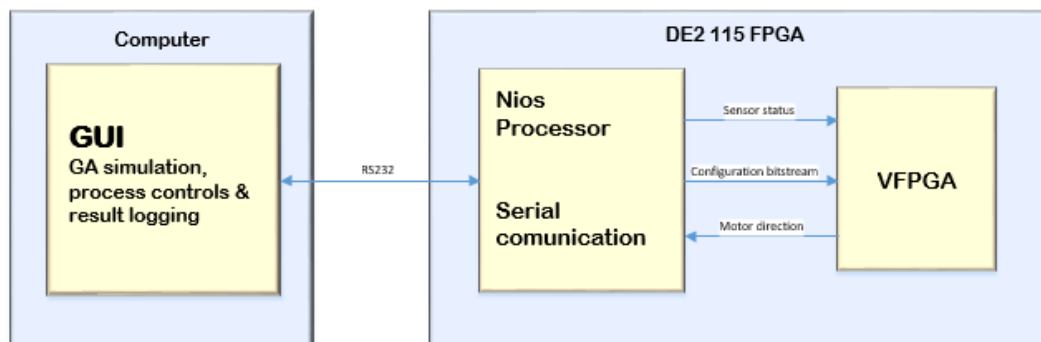 Computer
GUI
GA simulation,
process controls &
result logging
RS232
DE2 115 FPGA
Nios
Processor
Serial
comunication
Sensor status
Configuration bitstream
Motor direction
VFPGA